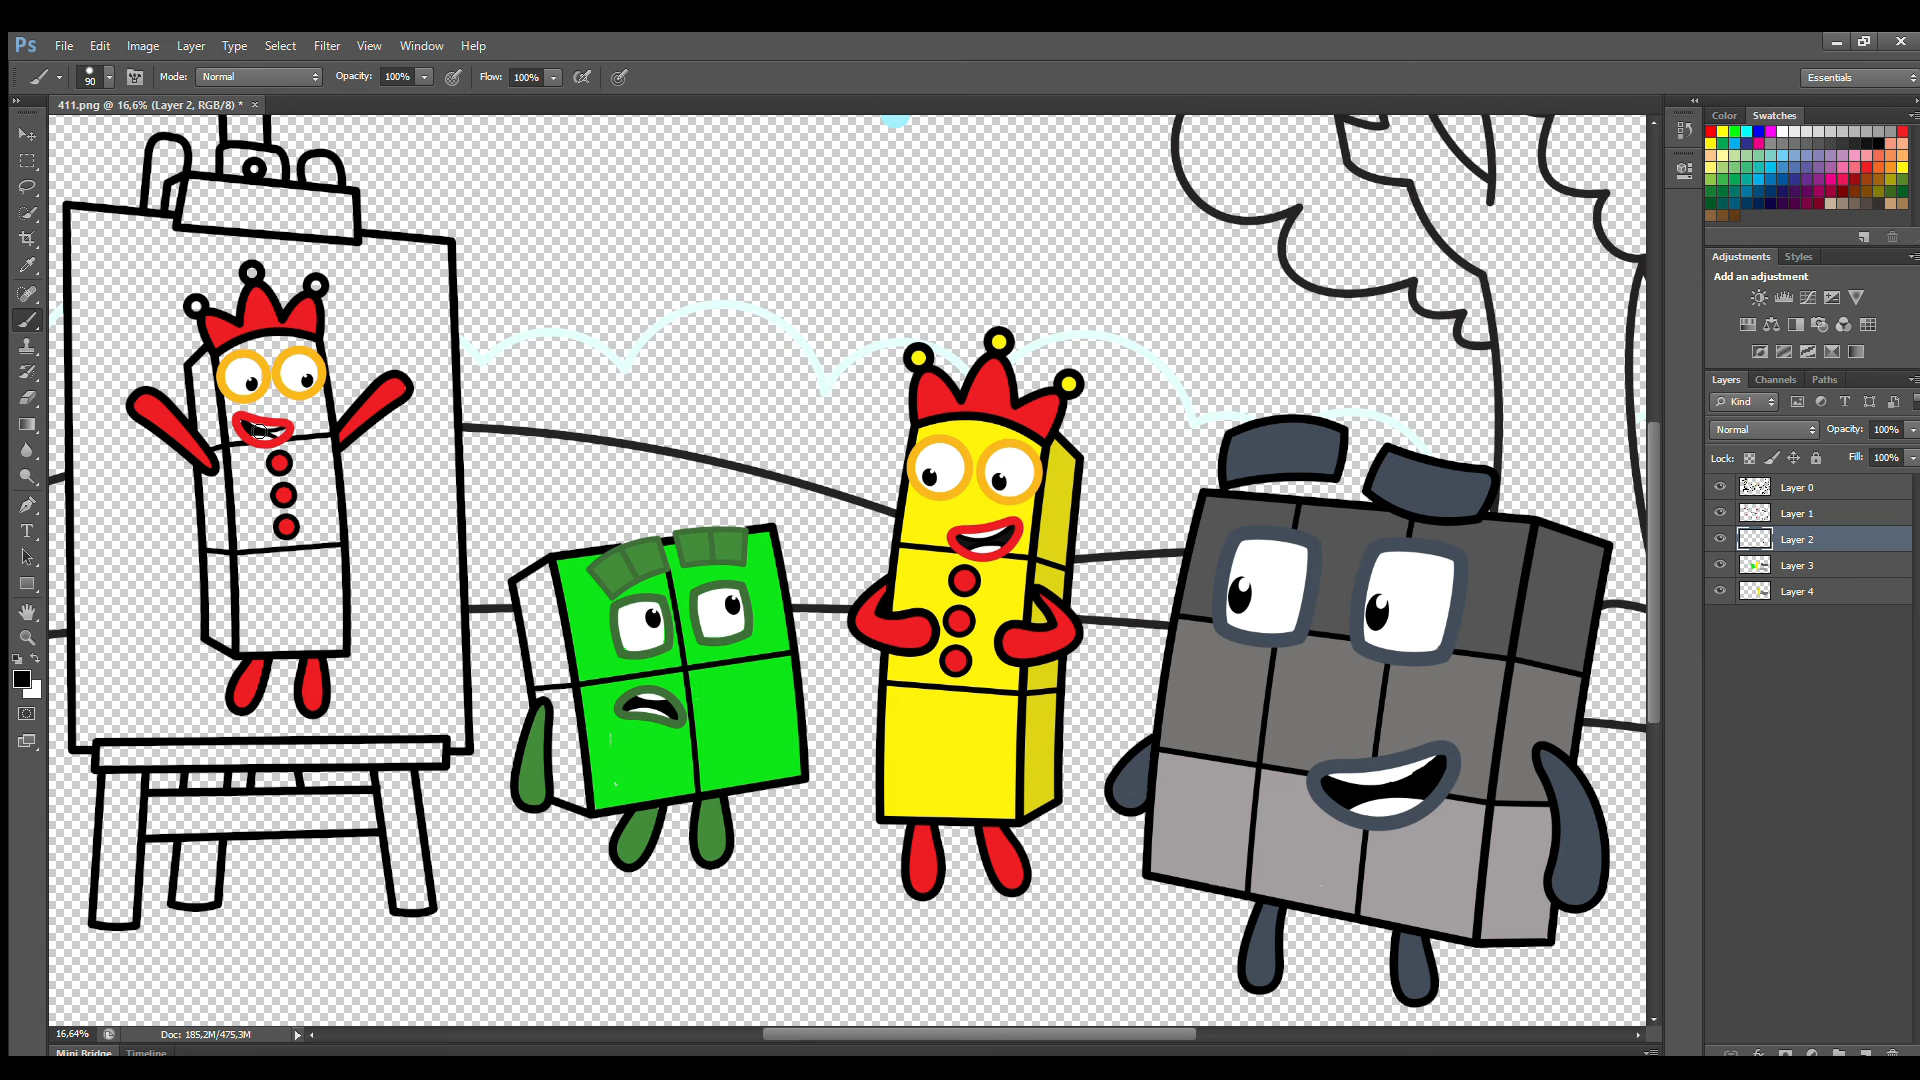 Ps File Edit Image Layer Type Select Filter View Window Help
90 Mode: Normal Opacity: 100% Flow: 100% Essentials
411.png @ 16,6% (Layer 2, RGB/8) * ×
Color Swatches
Adjustments Styles
Add an adjustment
Layers Channels Paths
Kind
Normal Opacity: 100%
Lock: Fill: 100%
Layer 0
Layer 1
Layer 2
Layer 3
Layer 4
16,64% Doc: 185,2M/475,3M
Mini Bridge Timeline